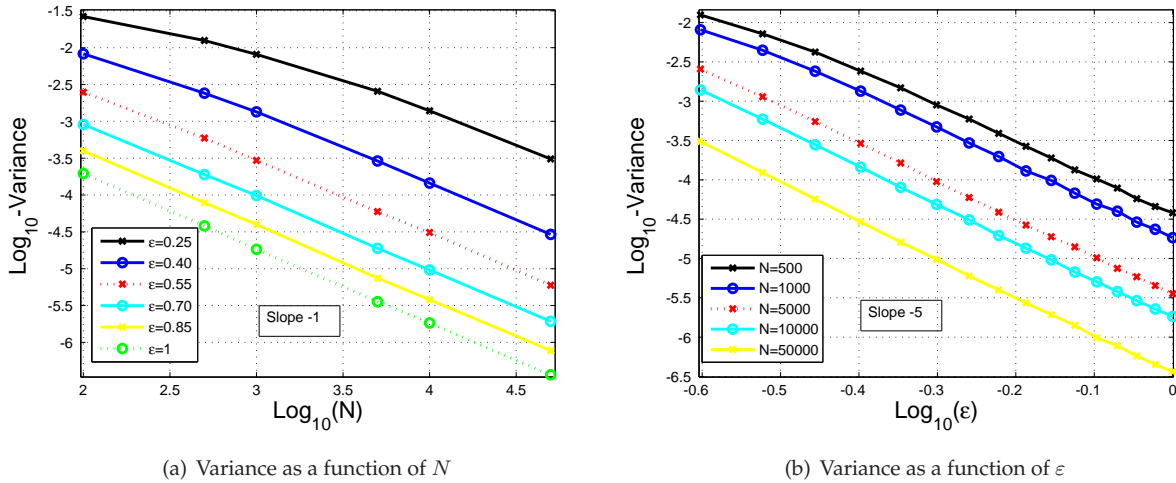 -1.5
-2
-2.5
-3
-3.5
-4
-4.5
-5
-5.5
-6
Log10-Variance
ε=0.25
ε=0.40
ε=0.55
ε=0.70
ε=0.85
ε=1
Slope -1
2 2.5 3 3.5 4 4.5
Log10(N)
(a) Variance as a function of N
-2
-2.5
-3
-3.5
-4
-4.5
-5
-5.5
-6
-6.5
Log10-Variance
N=500
N=1000
N=5000
N=10000
N=50000
Slope -5
-0.6 -0.5 -0.4 -0.3 -0.2 -0.1 0
Log10(ε)
(b) Variance as a function of ε